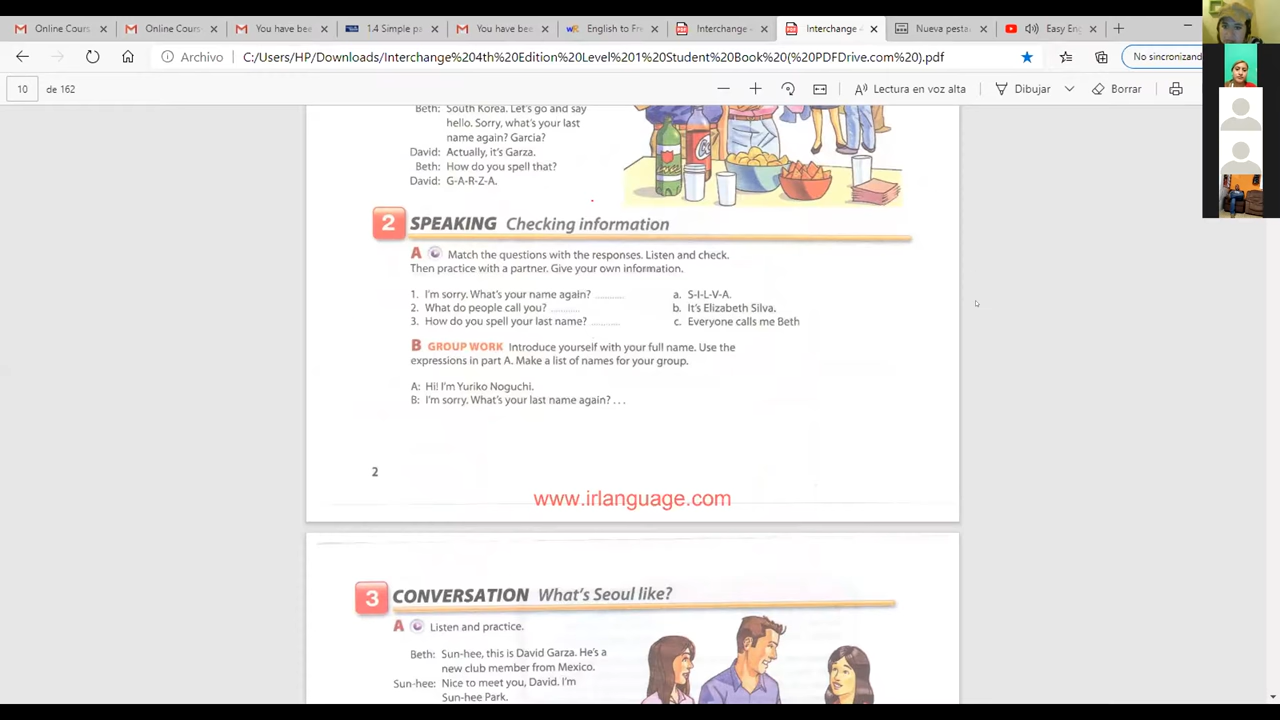 Online Cour
Online Cours
You have bee
1.4 Simple pa
You have bee
English to Fre
Interchange
Interchange
Nueva pesta
Easy Eng
Archivo
C:/Users/HP/Downloads/Interchange%204th%20Edition%20Level%201%20Student%20Book%20(%20PDFDrive.com%20).pdf
No sincronizand
10 de 162
Lectura en voz alta
Dibujar
Borrar
Beth: South Korea. Let's go and say
hello. Sorry, what's your last
name again? Garcia?
David: Actually, it's Garza.
Beth: How do you spell that?
David: G-A-R-Z-A.
2 SPEAKING Checking information
A Match the questions with the responses. Listen and check.
Then practice with a partner. Give your own information.
1. I'm sorry. What's your name again? ............
2. What do people call you? ............
3. How do you spell your last name? ............
a. S-I-L-V-A.
b. It's Elizabeth Silva.
c. Everyone calls me Beth
B GROUP WORK Introduce yourself with your full name. Use the
expressions in part A. Make a list of names for your group.
A: Hi! I'm Yuriko Noguchi.
B: I'm sorry. What's your last name again? . . .
2
www.irlanguage.com
3 CONVERSATION What's Seoul like?
A Listen and practice.
Beth: Sun-hee, this is David Garza. He's a
new club member from Mexico.
Sun-hee: Nice to meet you, David. I'm
Sun-hee Park.